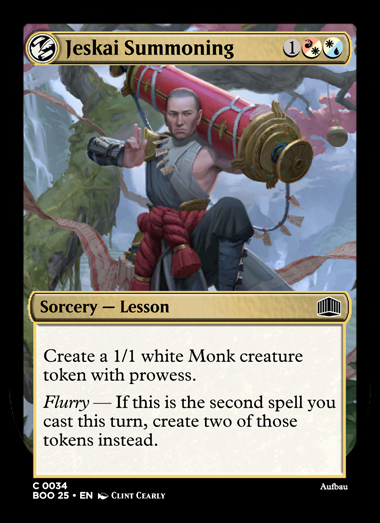 Jeskai Summoning 1
Sorcery — Lesson
Create a 1/1 white Monk creature
token with prowess.
Flurry — If this is the second spell you
cast this turn, create two of those
tokens instead.
C 0034
BOO 25 • EN Clint Cearly
Aufbau